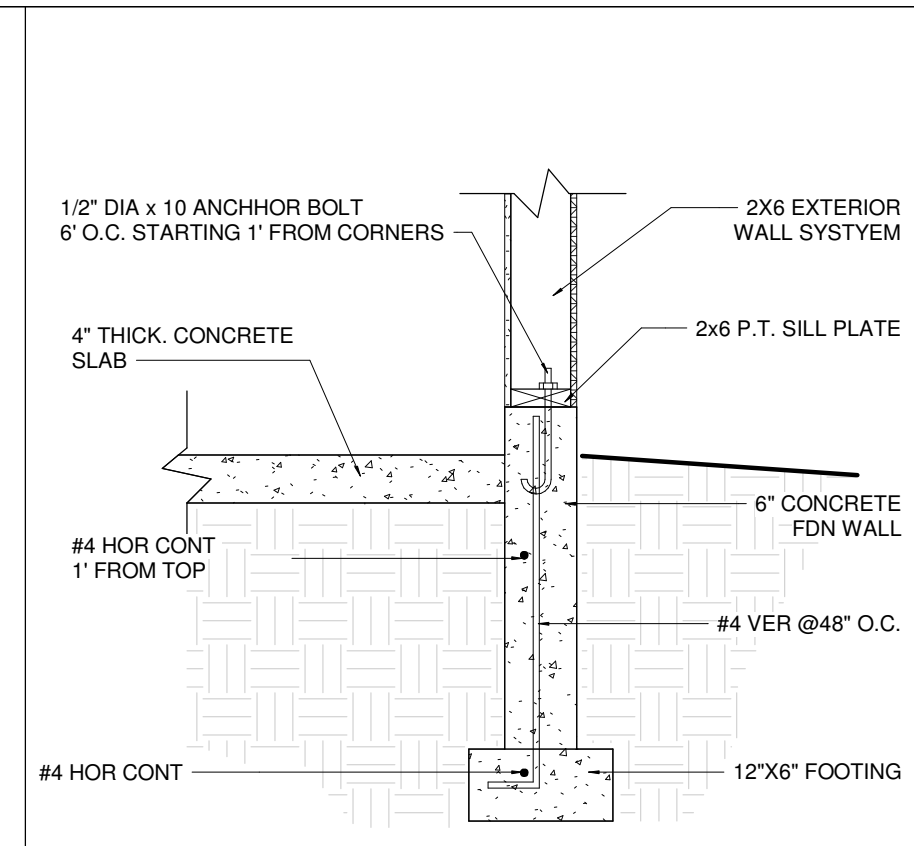 1/2" DIA x 10 ANCHHOR BOLT
6' O.C. STARTING 1' FROM CORNERS
2X6 EXTERIOR
WALL SYSTYEM
4" THICK. CONCRETE
SLAB
2x6 P.T. SILL PLATE
6" CONCRETE
FDN WALL
#4 HOR CONT
1' FROM TOP
#4 VER @48" O.C.
#4 HOR CONT
12"X6" FOOTING